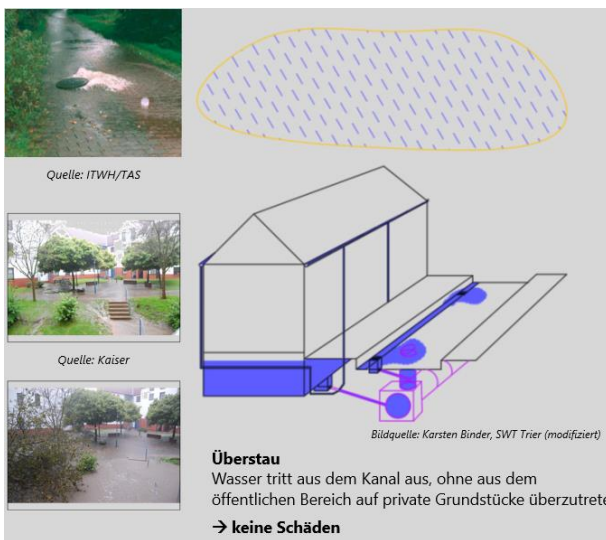 Quelle: ITWH/TAS
Quelle: Kaiser
Bildquelle: Karsten Binder, SWT Trier (modifiziert)
Überstau
Wasser tritt aus dem Kanal aus, ohne aus dem
öffentlichen Bereich auf private Grundstücke überzutrete
→ keine Schäden